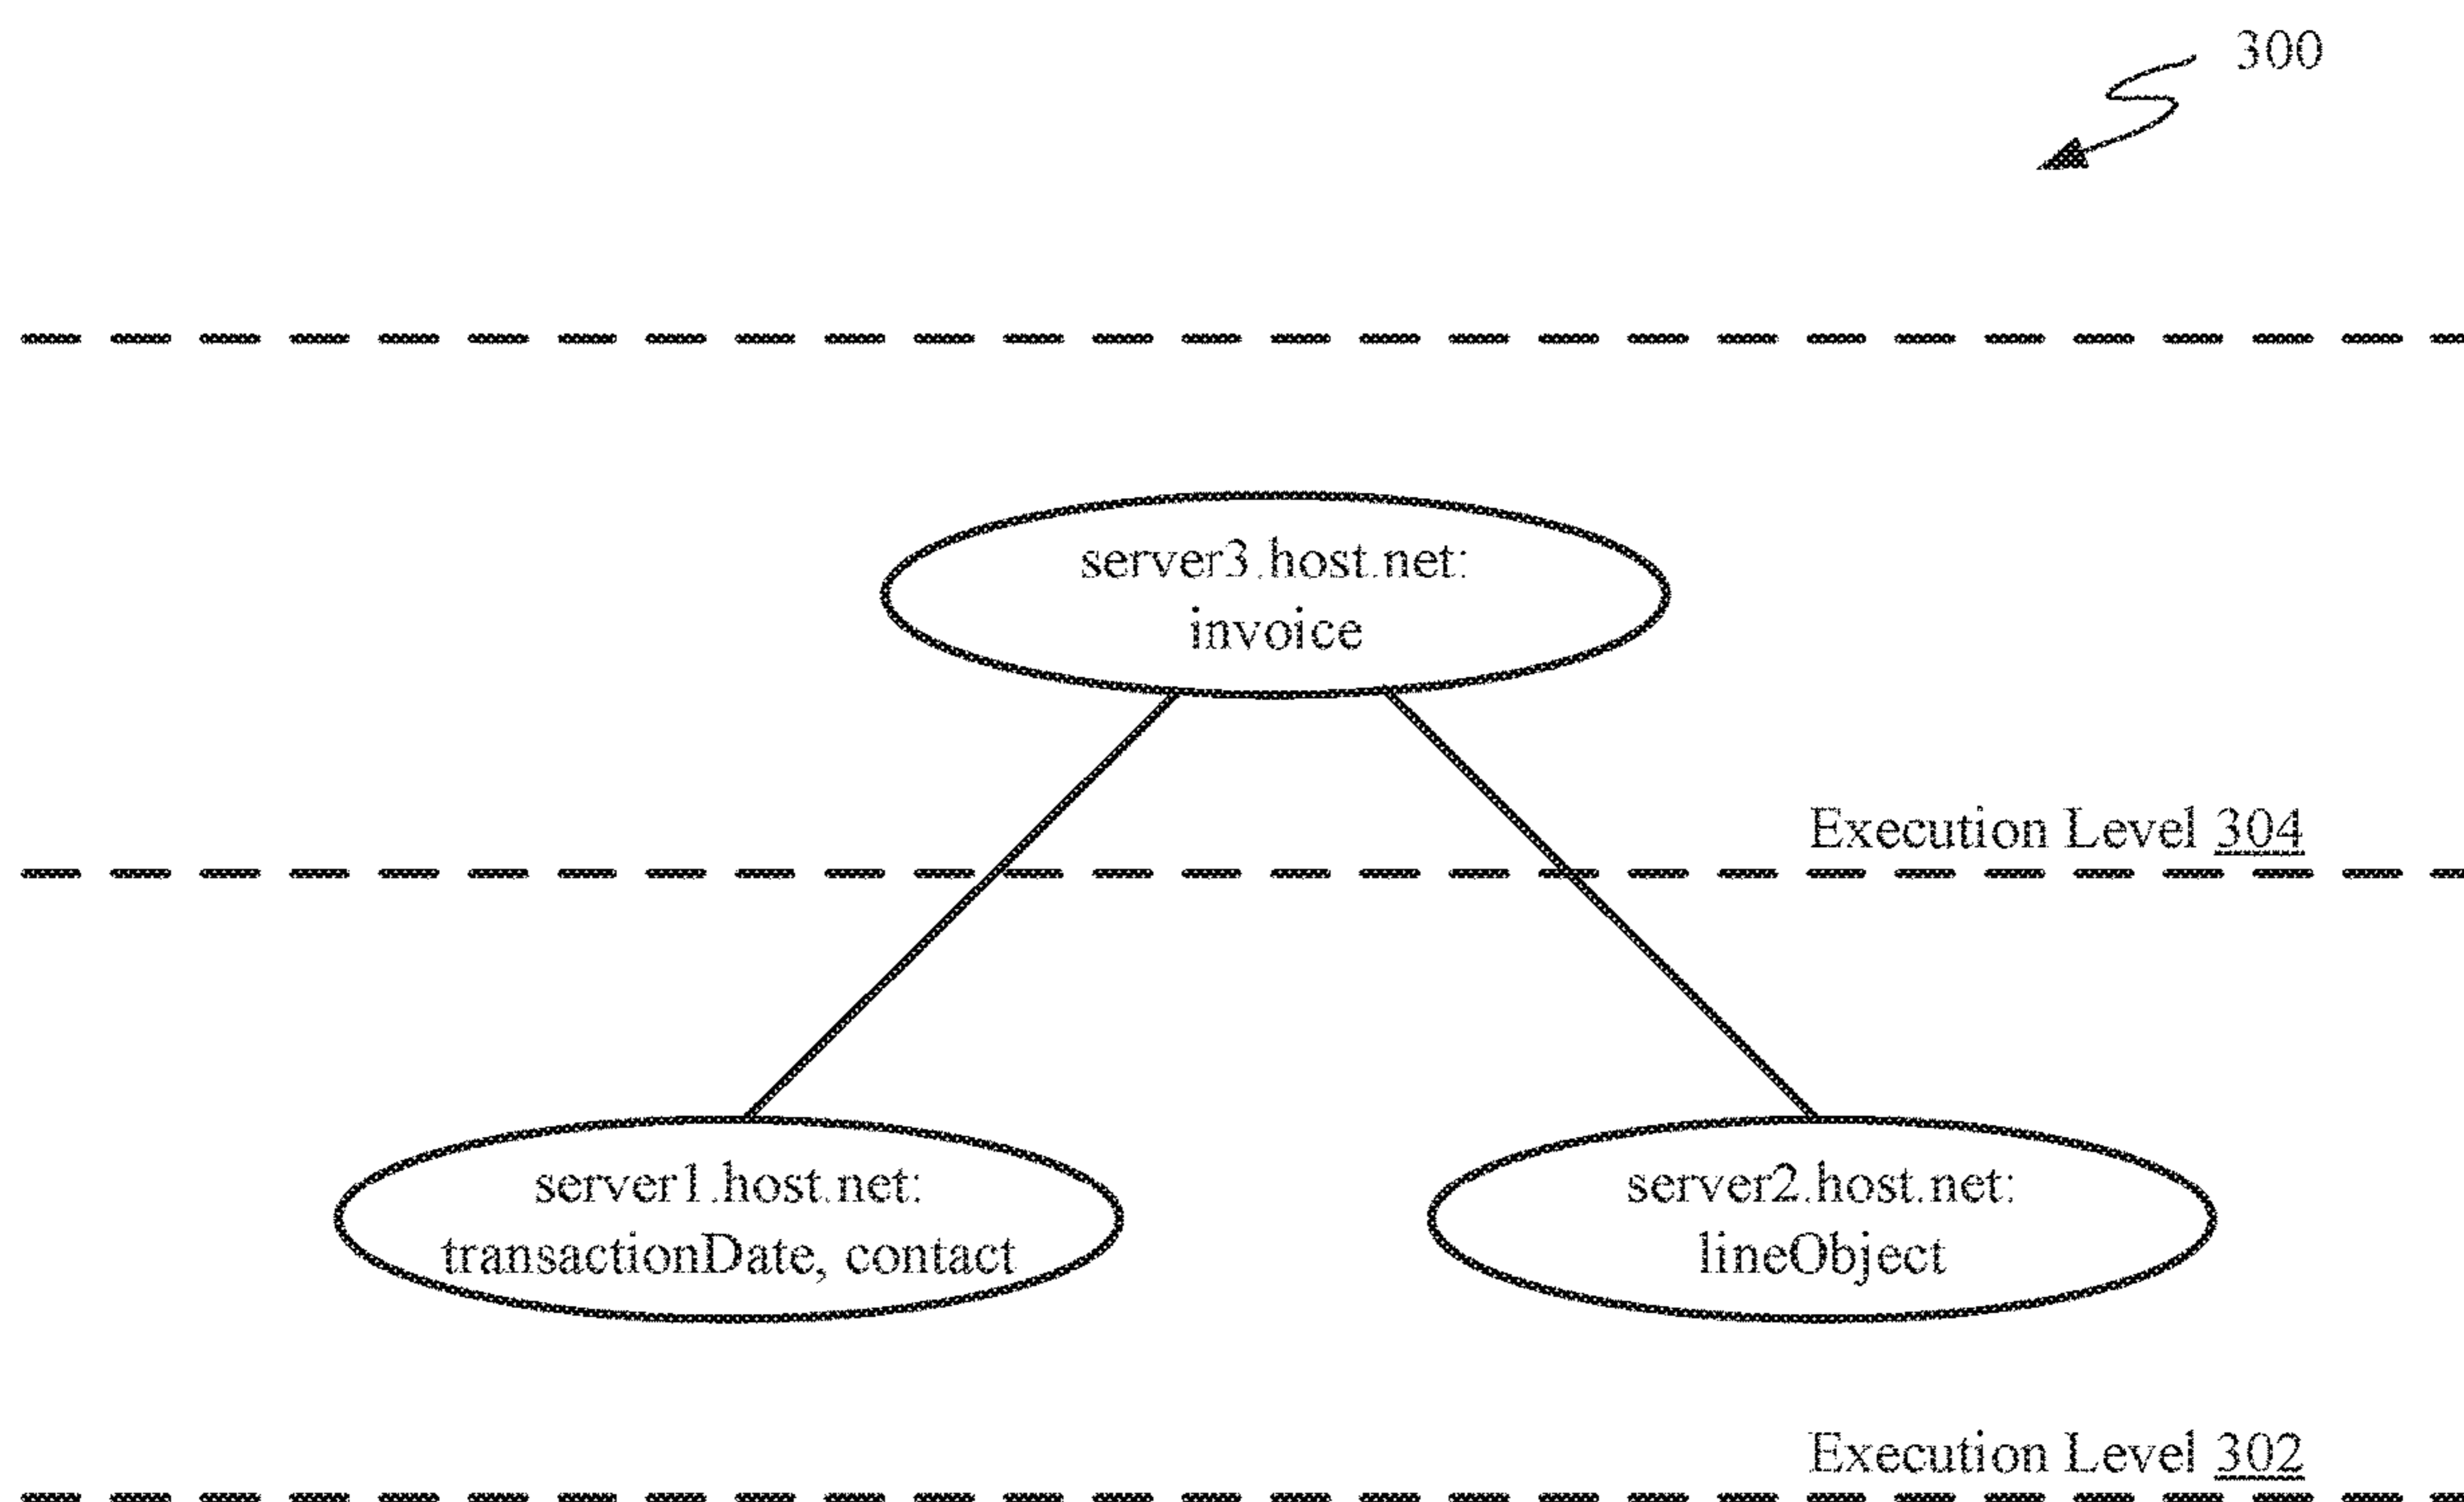 300
server3.host.net:
invoice
Execution Level 304
server1.host.net:
transactionDate, contact
server2.host.net:
lineObject
Execution Level 302